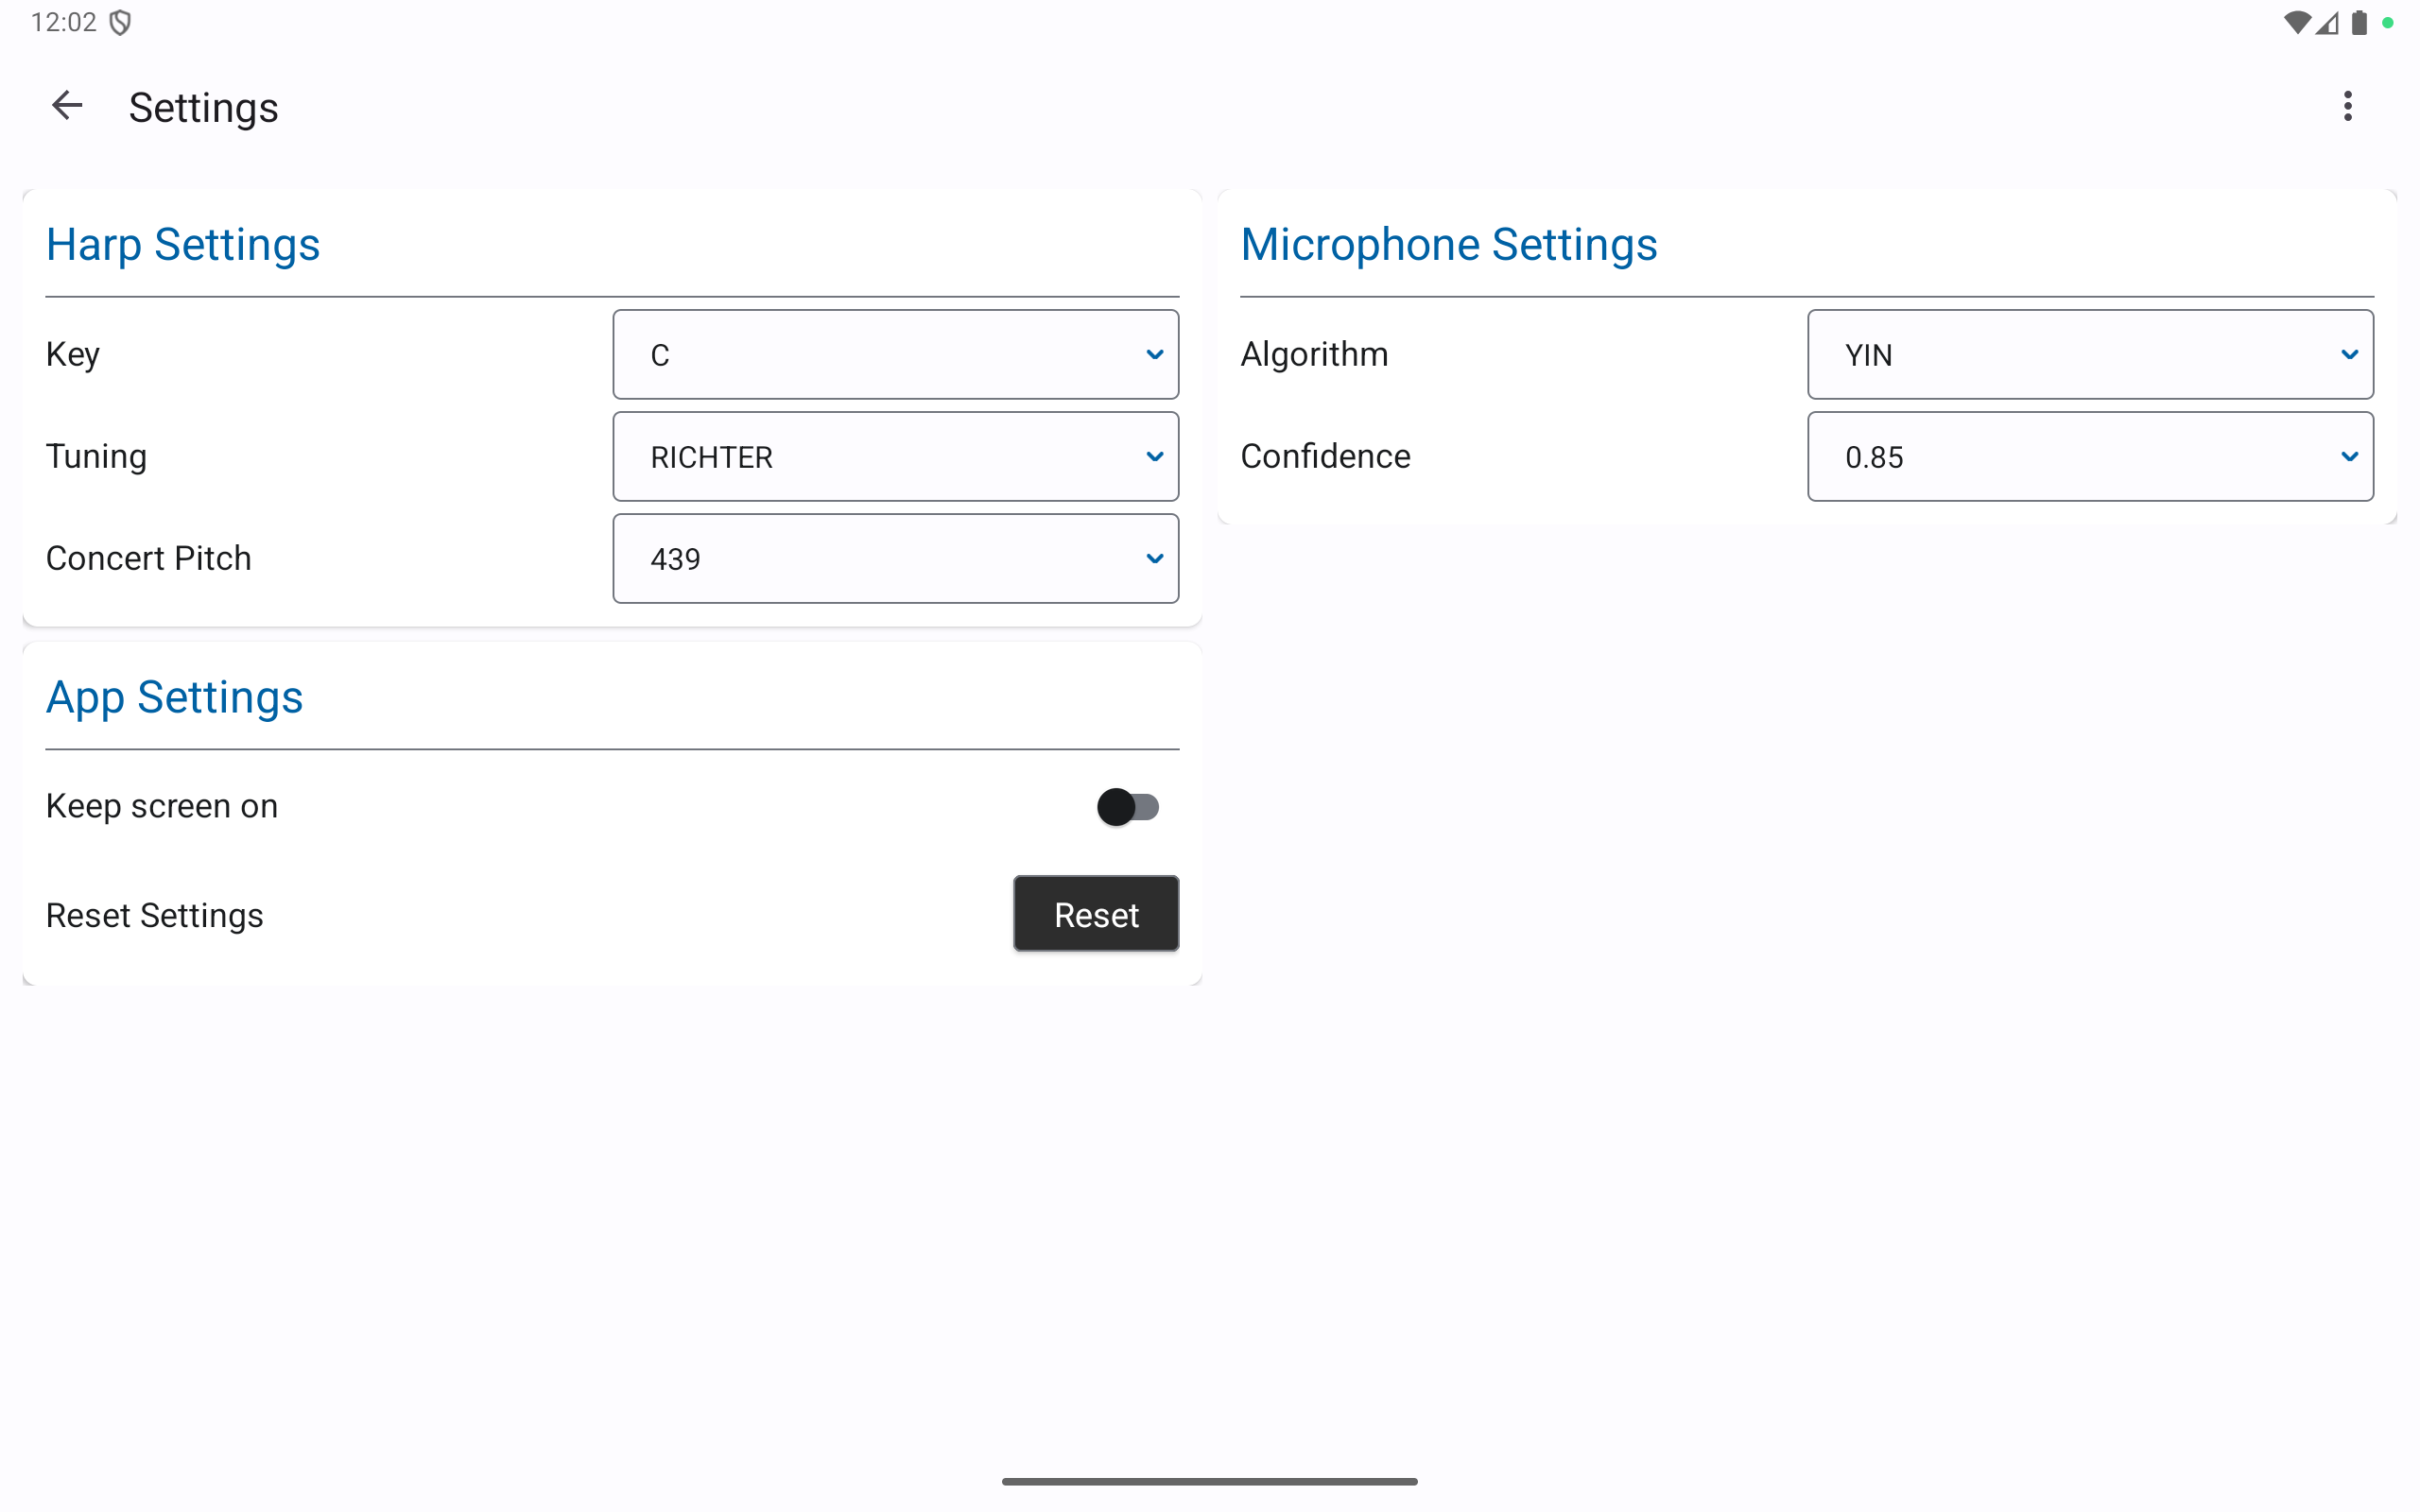 12:02
Settings
Harp Settings
Key
C
Tuning
RICHTER
Concert Pitch
439
App Settings
Keep screen on
Reset Settings
Reset
Microphone Settings
Algorithm
YIN
Confidence
0.85